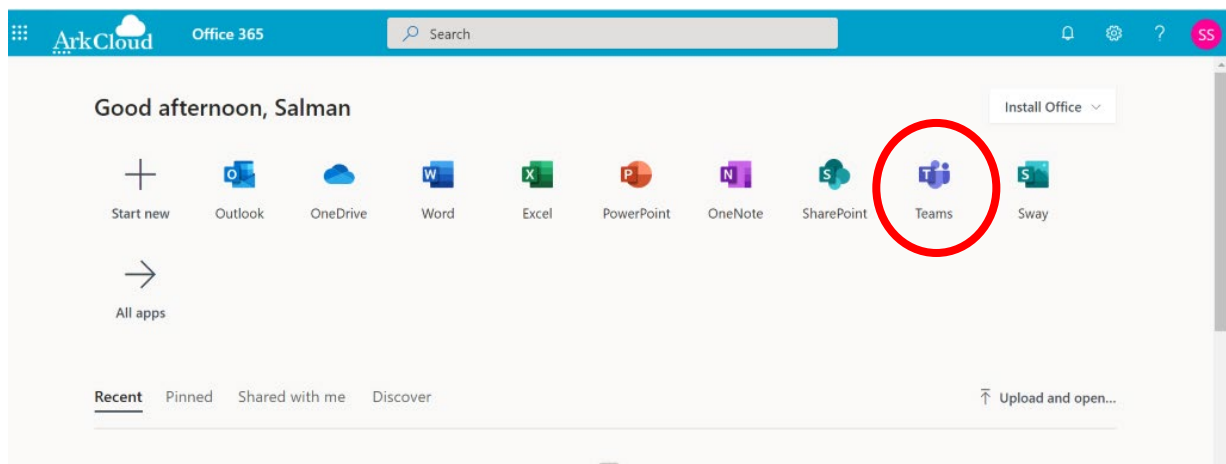 ArkCloud Office 365 Search ? SS
Good afternoon, Salman Install Office
Start new Outlook OneDrive Word Excel PowerPoint OneNote SharePoint Teams Sway
All apps
Recent Pinned Shared with me Discover Upload and open...